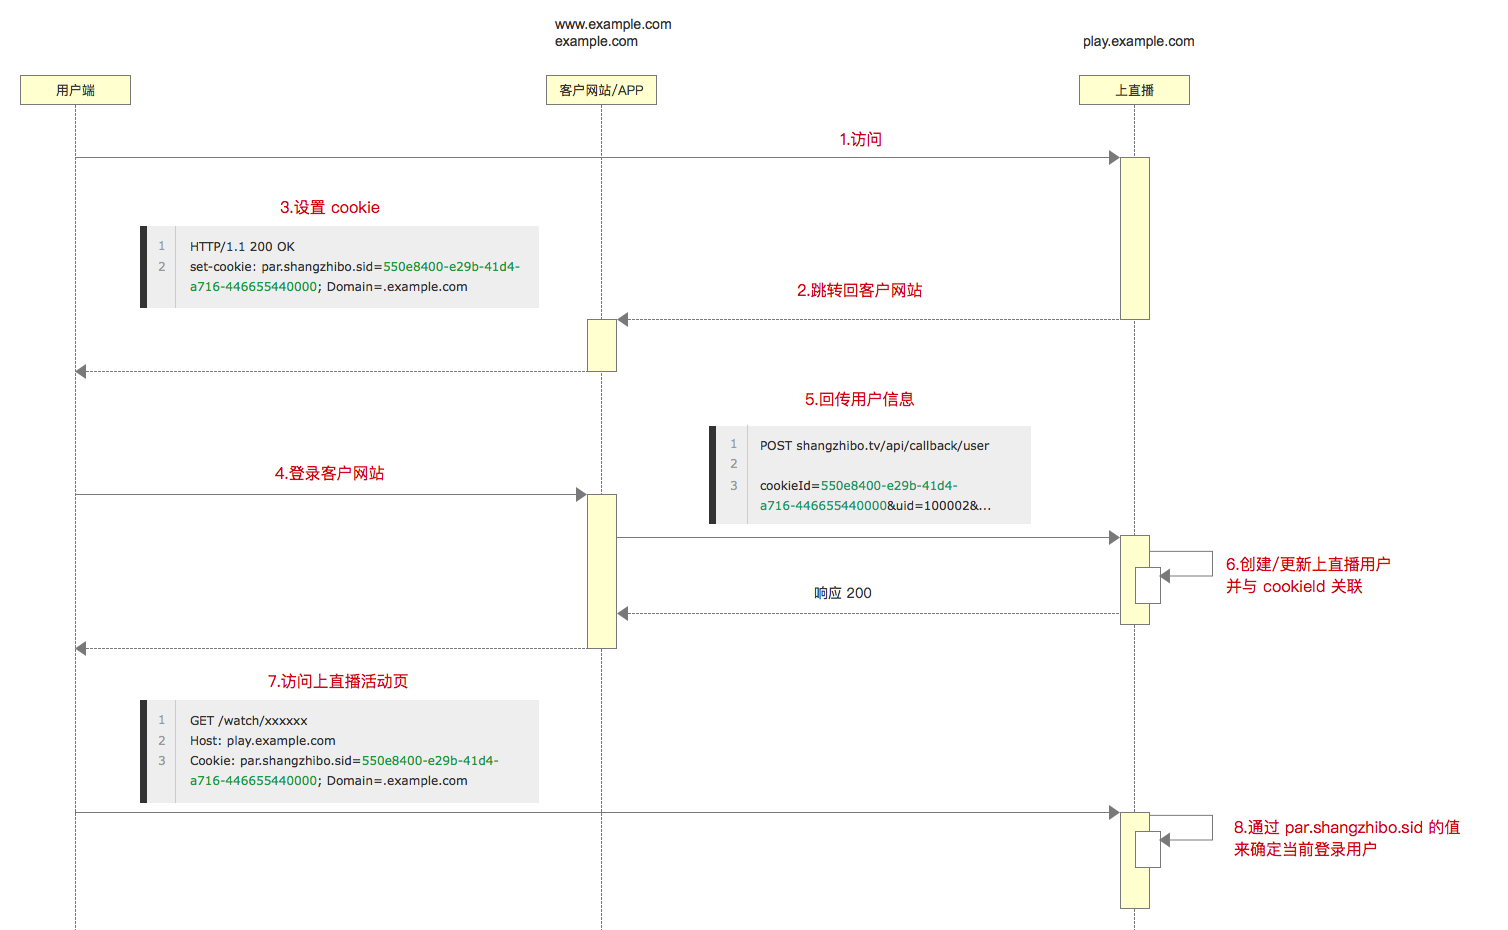 www.example.com
example.com
play.example.com
用户端
客户网站/APP
上直播
1.访问
3.设置 cookie
1 HTTP/1.1 200 OK
2 set-cookie: par.shangzhibo.sid=550e8400-e29b-41d4-
a716-446655440000; Domain=.example.com
2.跳转回客户网站
5.回传用户信息
1 POST shangzhibo.tv/api/callback/user
2
3 cookieId=550e8400-e29b-41d4-
a716-446655440000&uid=100002&...
4.登录客户网站
6.创建/更新上直播用户
并与 cookieId 关联
响应 200
7.访问上直播活动页
1 GET /watch/xxxxxx
2 Host: play.example.com
3 Cookie: par.shangzhibo.sid=550e8400-e29b-41d4-
a716-446655440000; Domain=.example.com
8.通过 par.shangzhibo.sid 的值
来确定当前登录用户